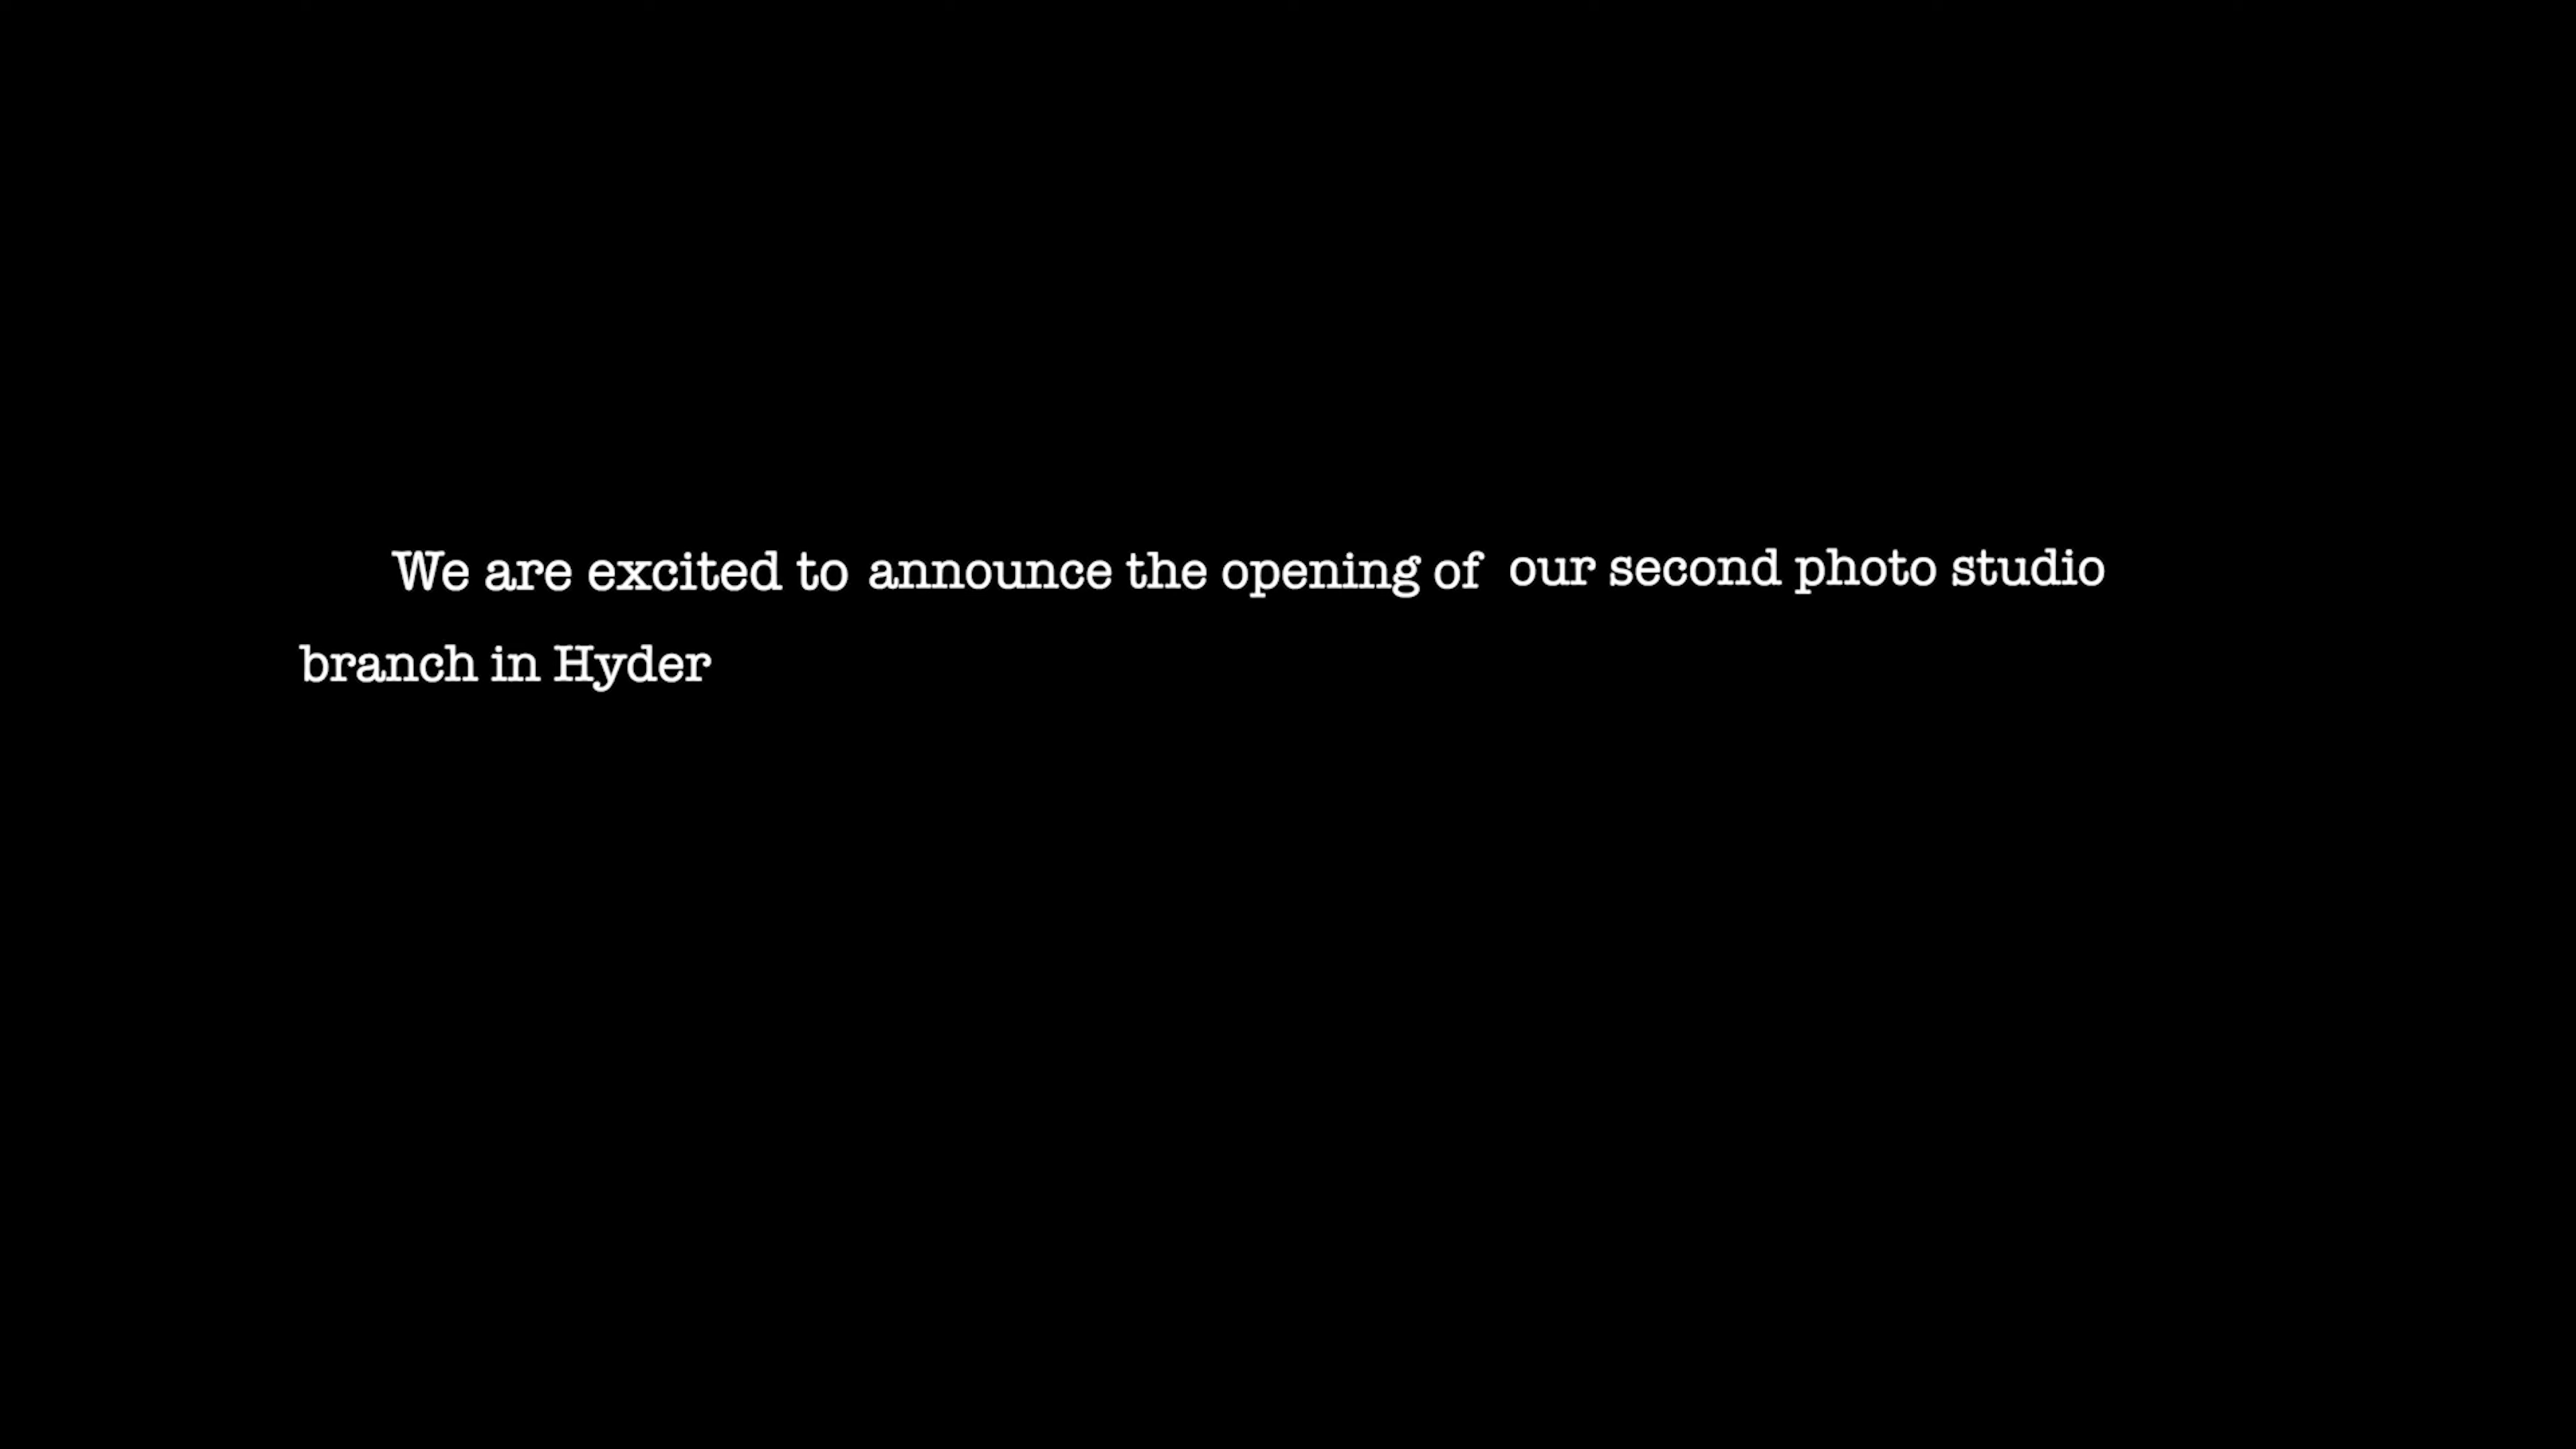 We are excited to announce the opening of our second photo studio
branch in Hyder